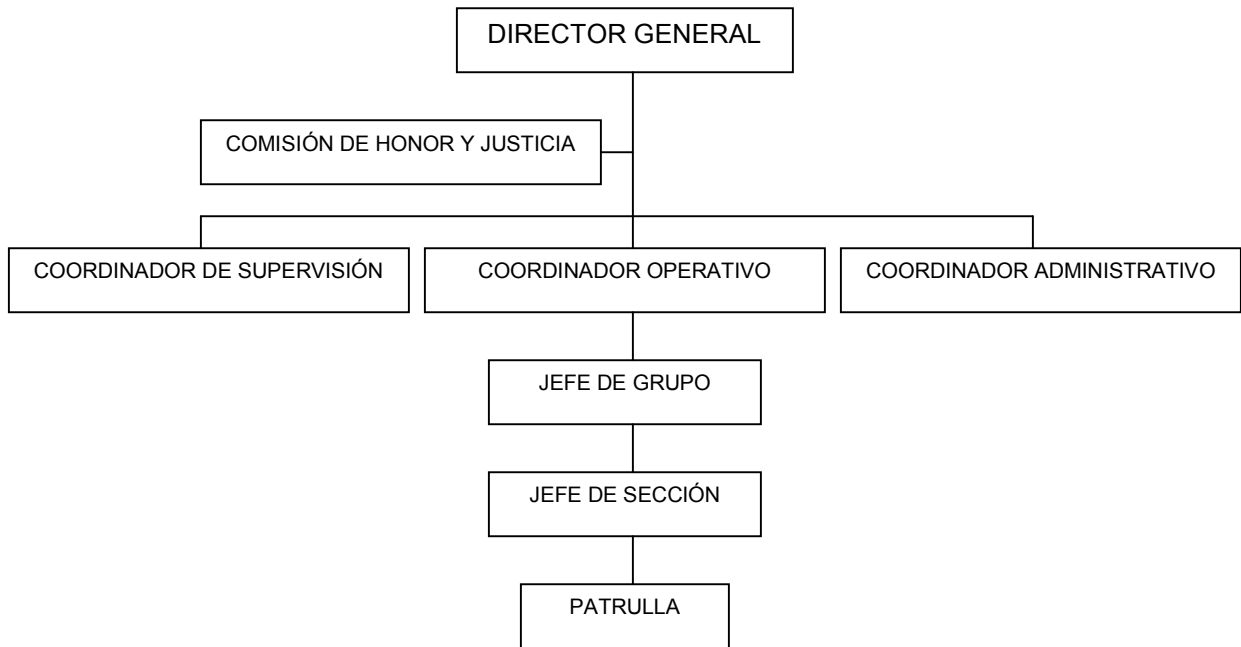 DIRECTOR GENERAL
COMISIÓN DE HONOR Y JUSTICIA
COORDINADOR DE SUPERVISIÓN
COORDINADOR OPERATIVO
COORDINADOR ADMINISTRATIVO
JEFE DE GRUPO
JEFE DE SECCIÓN
PATRULLA